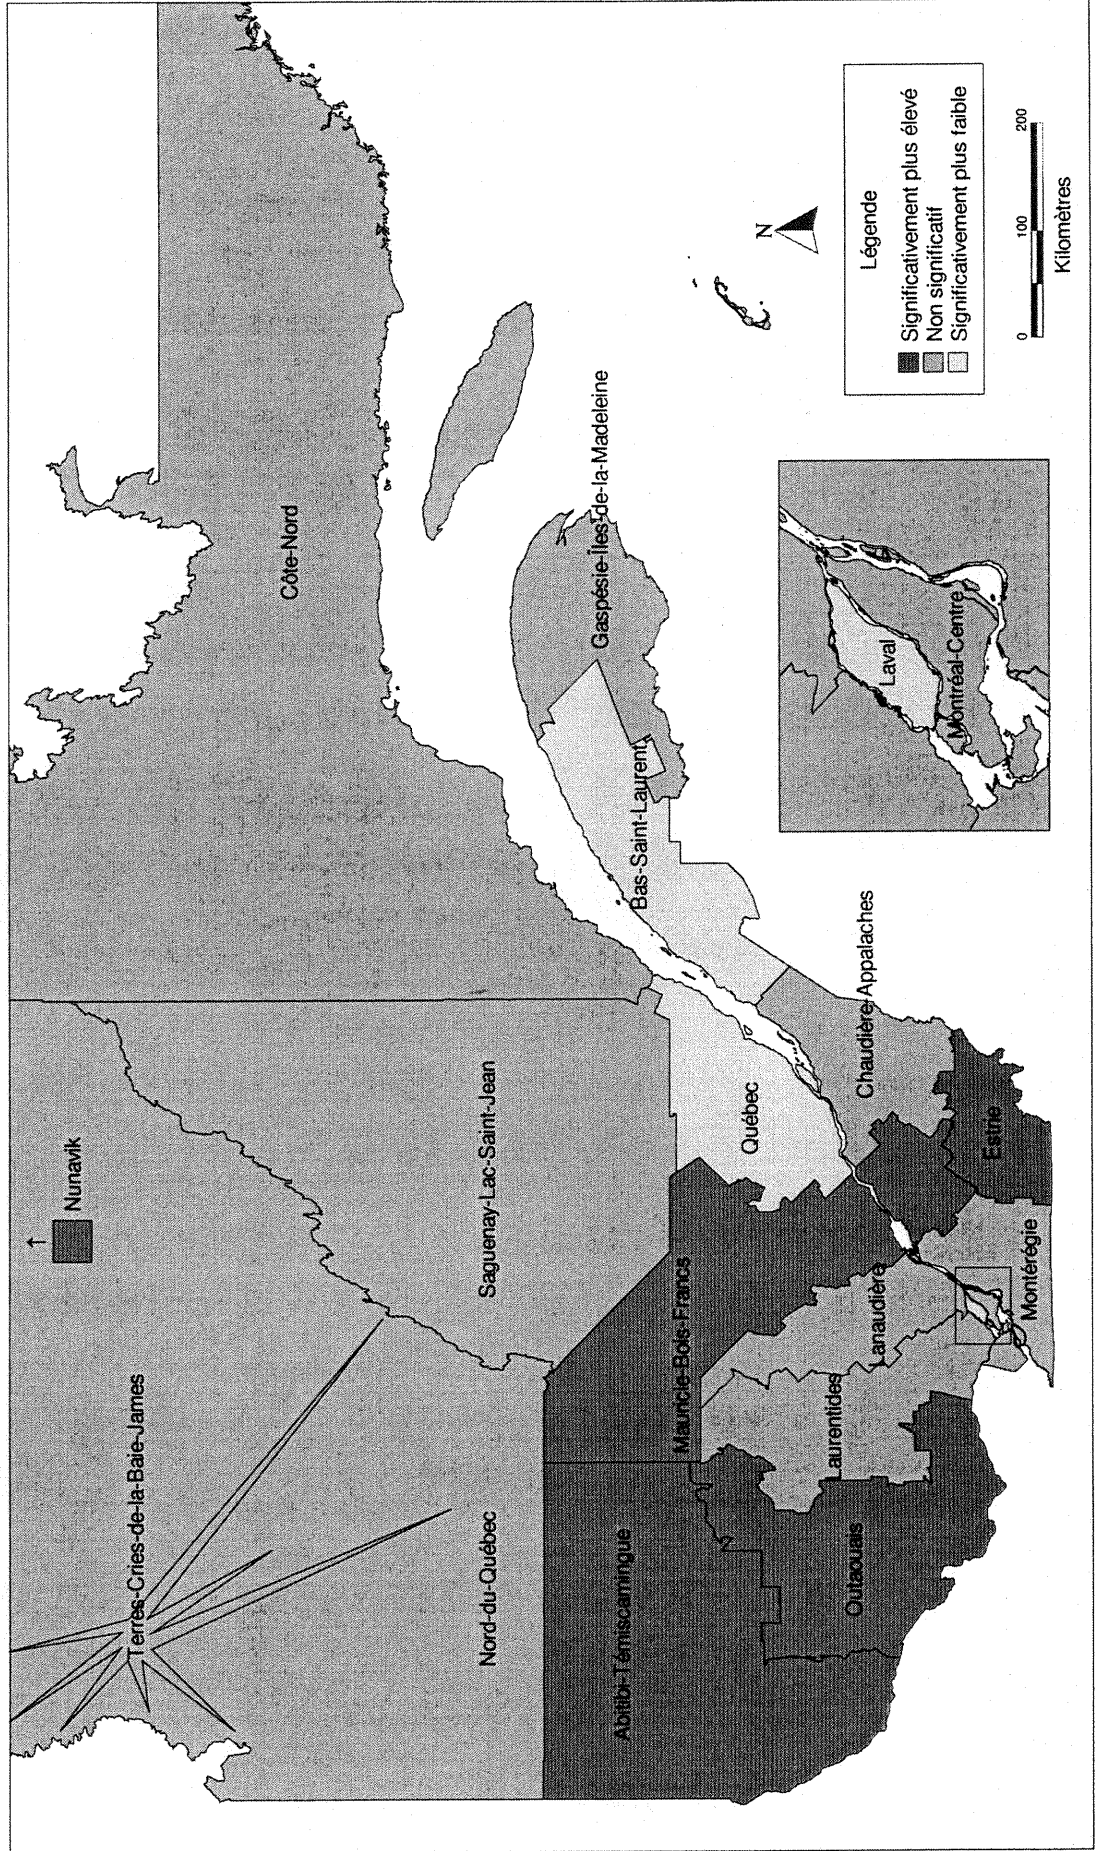 Terres-Cries-de-la-Baie-James
↑
Nunavik
Côte-Nord
Nord-du-Québec
Saguenay-Lac-Saint-Jean
Abitibi-Témiscamingue
Mauricie-Bois-Francs
Québec
Bas-Saint-Laurent
Gaspésie-Îles-de-la-Madeleine
Outaouais
Laurentides
Lanaudière
Chaudière-Appalaches
Estrie
Montérégie
Laval
Montréal-Centre
N
Légende
Significativement plus élevé
Non significatif
Significativement plus faible
0 100 200
Kilomètres